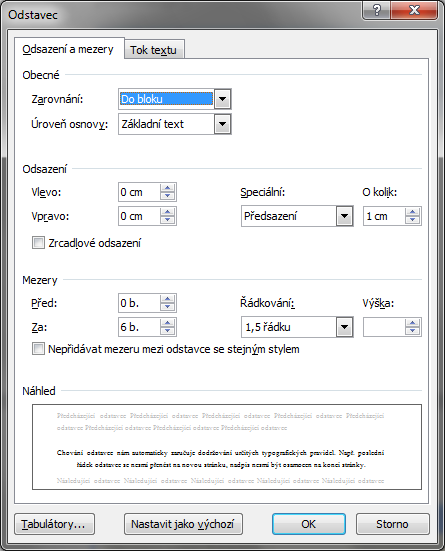 Odstavec
Odsazení a mezery Tok textu
Obecné
Zarovnání: Do bloku
Úroveň osnovy: Základní text
Odsazení
Vlevo: 0 cm Speciální: O kolik:
Vpravo: 0 cm Předsazení 1 cm
Zrcadlové odsazení
Mezery
Před: 0 b. Řádkování: Výška:
Za: 6 b. 1,5 řádku
Nepřidávat mezeru mezi odstavce se stejným stylem
Náhled
Předcházející odstavec Předcházející odstavec Předcházející odstavec Předcházející odstavec Předcházející
odstavec Předcházející odstavec Předcházející odstavec
Chování odstavce nám automaticky zaručuje dodržování určitých typografických pravidel. Např. poslední
řádek odstavce se nesmí přenést na novou stránku, nadpis nesmí být osamocen na konci stránky.
Následující odstavec Následující odstavec Následující odstavec Následující odstavec Následující odstavec
Tabulátory... Nastavit jako výchozí OK Storno